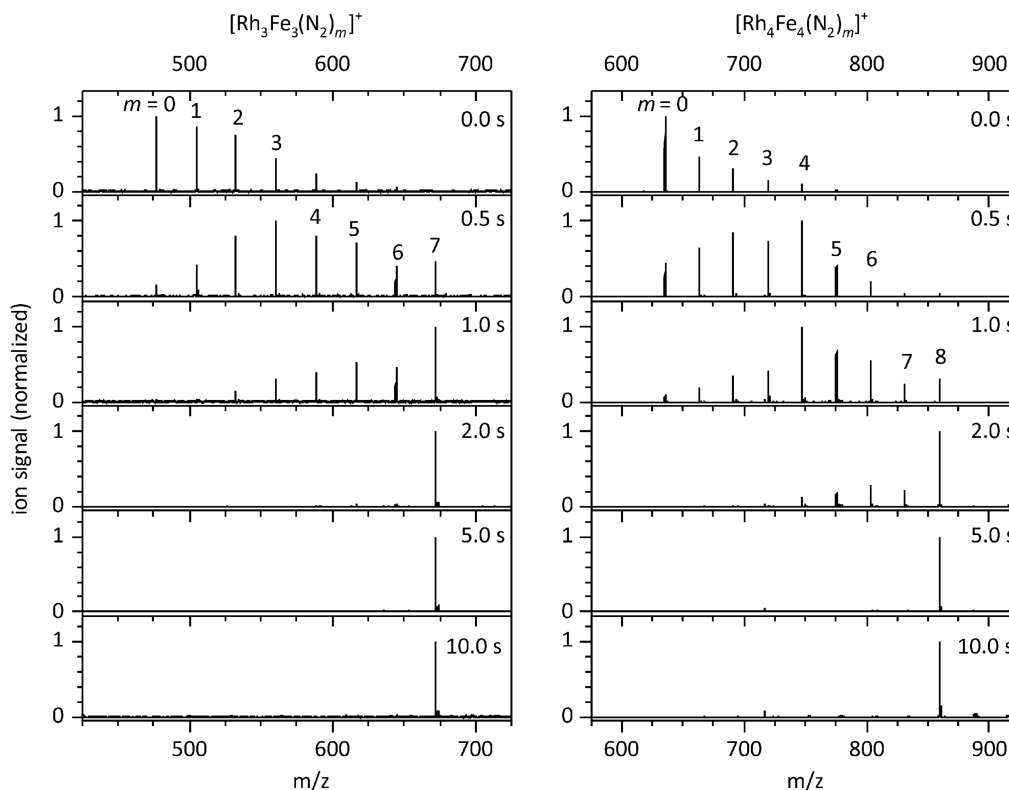 [Rh₃Fe₃(N₂)ₘ]⁺ [Rh₄Fe₄(N₂)ₘ]⁺
500 600 700 600 700 800 900
m = 0 1 2 3 0.0 s
1
0
m = 0 1 2 3 4 0.0 s
1
0
4 5 6 7 0.5 s
1
0
5 6 0.5 s
1
0
1.0 s
1
0
7 8 1.0 s
1
0
2.0 s
1
0
2.0 s
1
0
5.0 s
1
0
5.0 s
1
0
10.0 s
1
0
10.0 s
1
0
500 600 700 600 700 800 900
m/z m/z
ion signal (normalized)